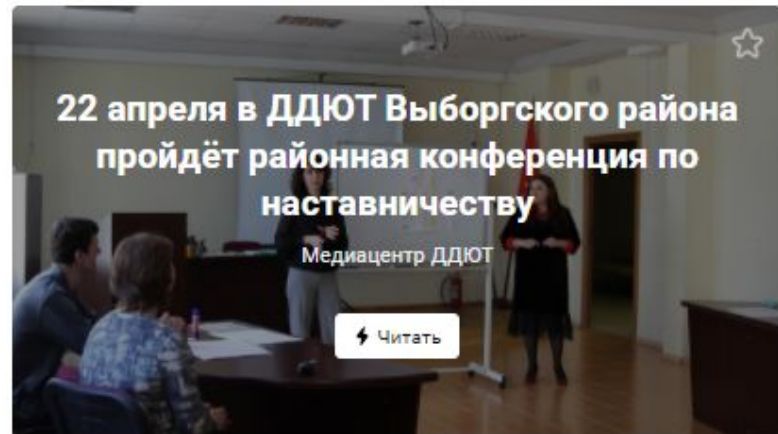 22 апреля в ДДЮТ Выборгского района
пройдёт районная конференция по
наставничеству
Медиацентр ДДЮТ
Читать